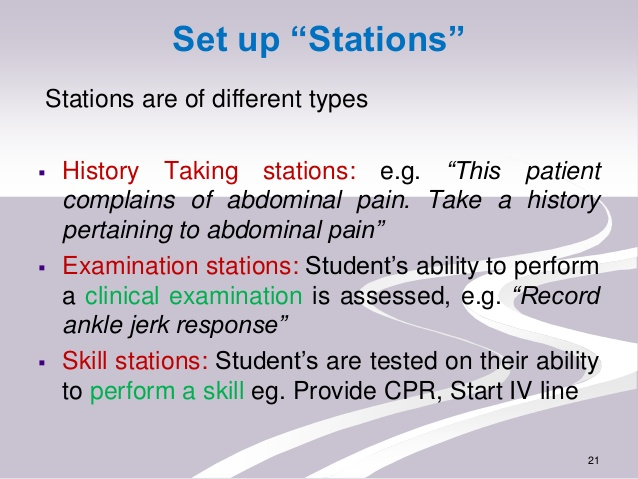 Set up “Stations”
Stations are of different types
▪ History Taking stations: e.g. “This patient
complains of abdominal pain. Take a history
pertaining to abdominal pain”
▪ Examination stations: Student’s ability to perform
a clinical examination is assessed, e.g. “Record
ankle jerk response”
▪ Skill stations: Student’s are tested on their ability
to perform a skill eg. Provide CPR, Start IV line
21